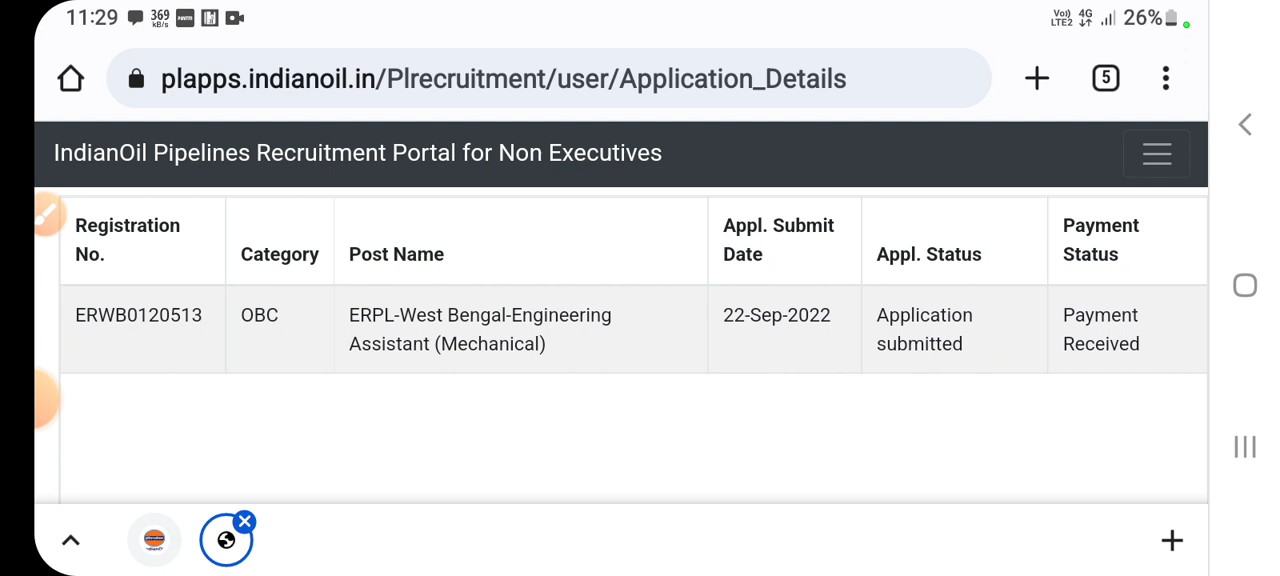 11:29 369 KB/s Paytm Vo)) LTE2 4G 26%
plapps.indianoil.in/Plrecruitment/user/Application_Details 5
IndianOil Pipelines Recruitment Portal for Non Executives
Registration No. Category Post Name Appl. Submit Date Appl. Status Payment Status
ERWB0120513 OBC ERPL-West Bengal-Engineering Assistant (Mechanical) 22-Sep-2022 Application submitted Payment Received